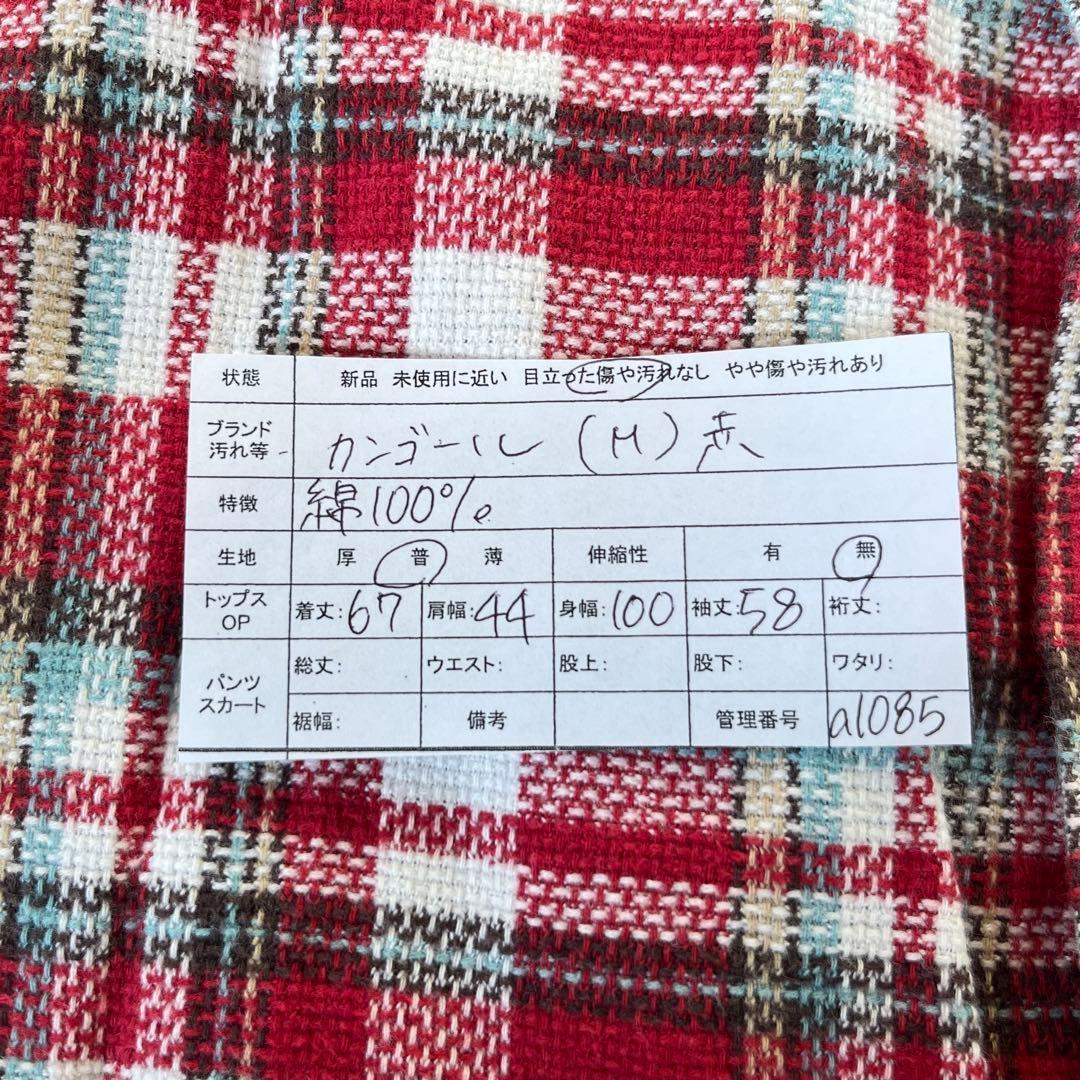 状態 新品 未使用に近い 目立った傷や汚れなし やや傷や汚れあり
ブランド
汚れ等 カンゴール (M) 赤
特徴 綿100%
生地 厚 普 薄 伸縮性 有 無
トップス
OP 着丈:67 肩幅:44 身幅:100 袖丈:58 裄丈:
パンツ
スカート 総丈: ウエスト: 股上: 股下: ワタリ:
裾幅: 備考 管理番号 a1085